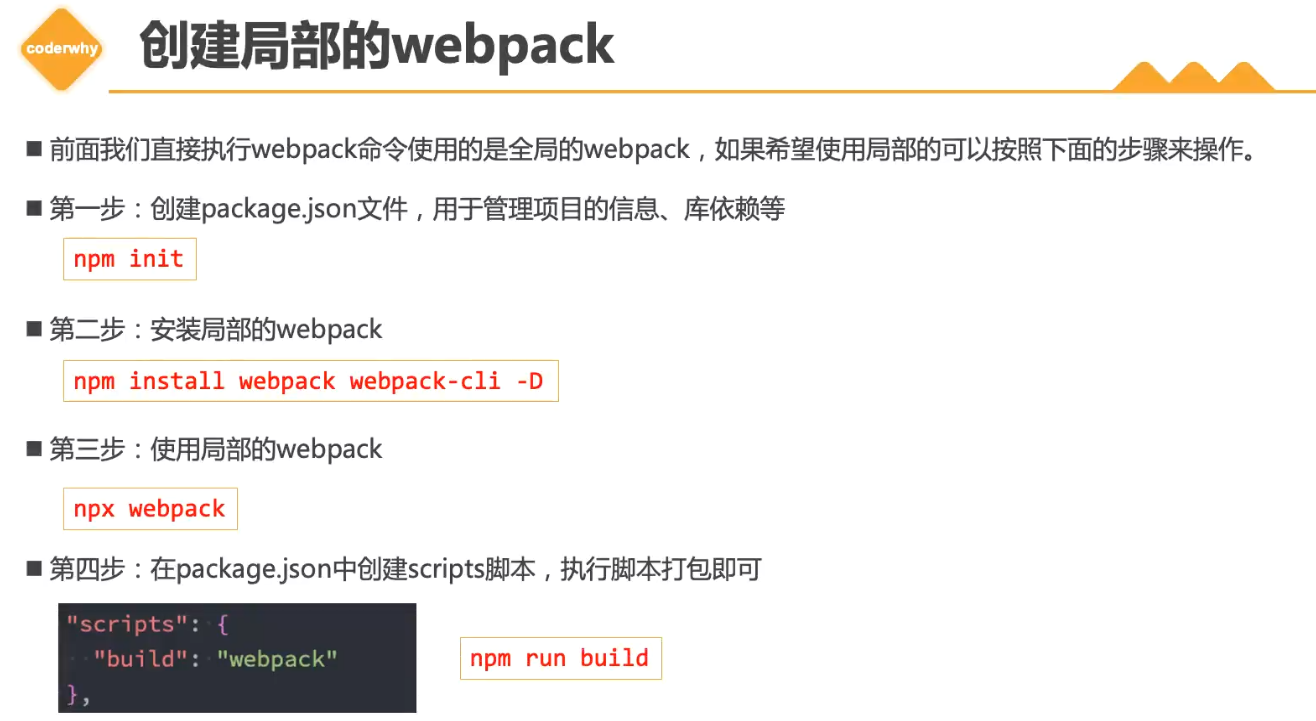 coderwhy
创建局部的webpack
前面我们直接执行webpack命令使用的是全局的webpack，如果希望使用局部的可以按照下面的步骤来操作。
第一步：创建package.json文件，用于管理项目的信息、库依赖等
npm init
第二步：安装局部的webpack
npm install webpack webpack-cli -D
第三步：使用局部的webpack
npx webpack
第四步：在package.json中创建scripts脚本，执行脚本打包即可
"scripts": {
"build": "webpack"
},
npm run build